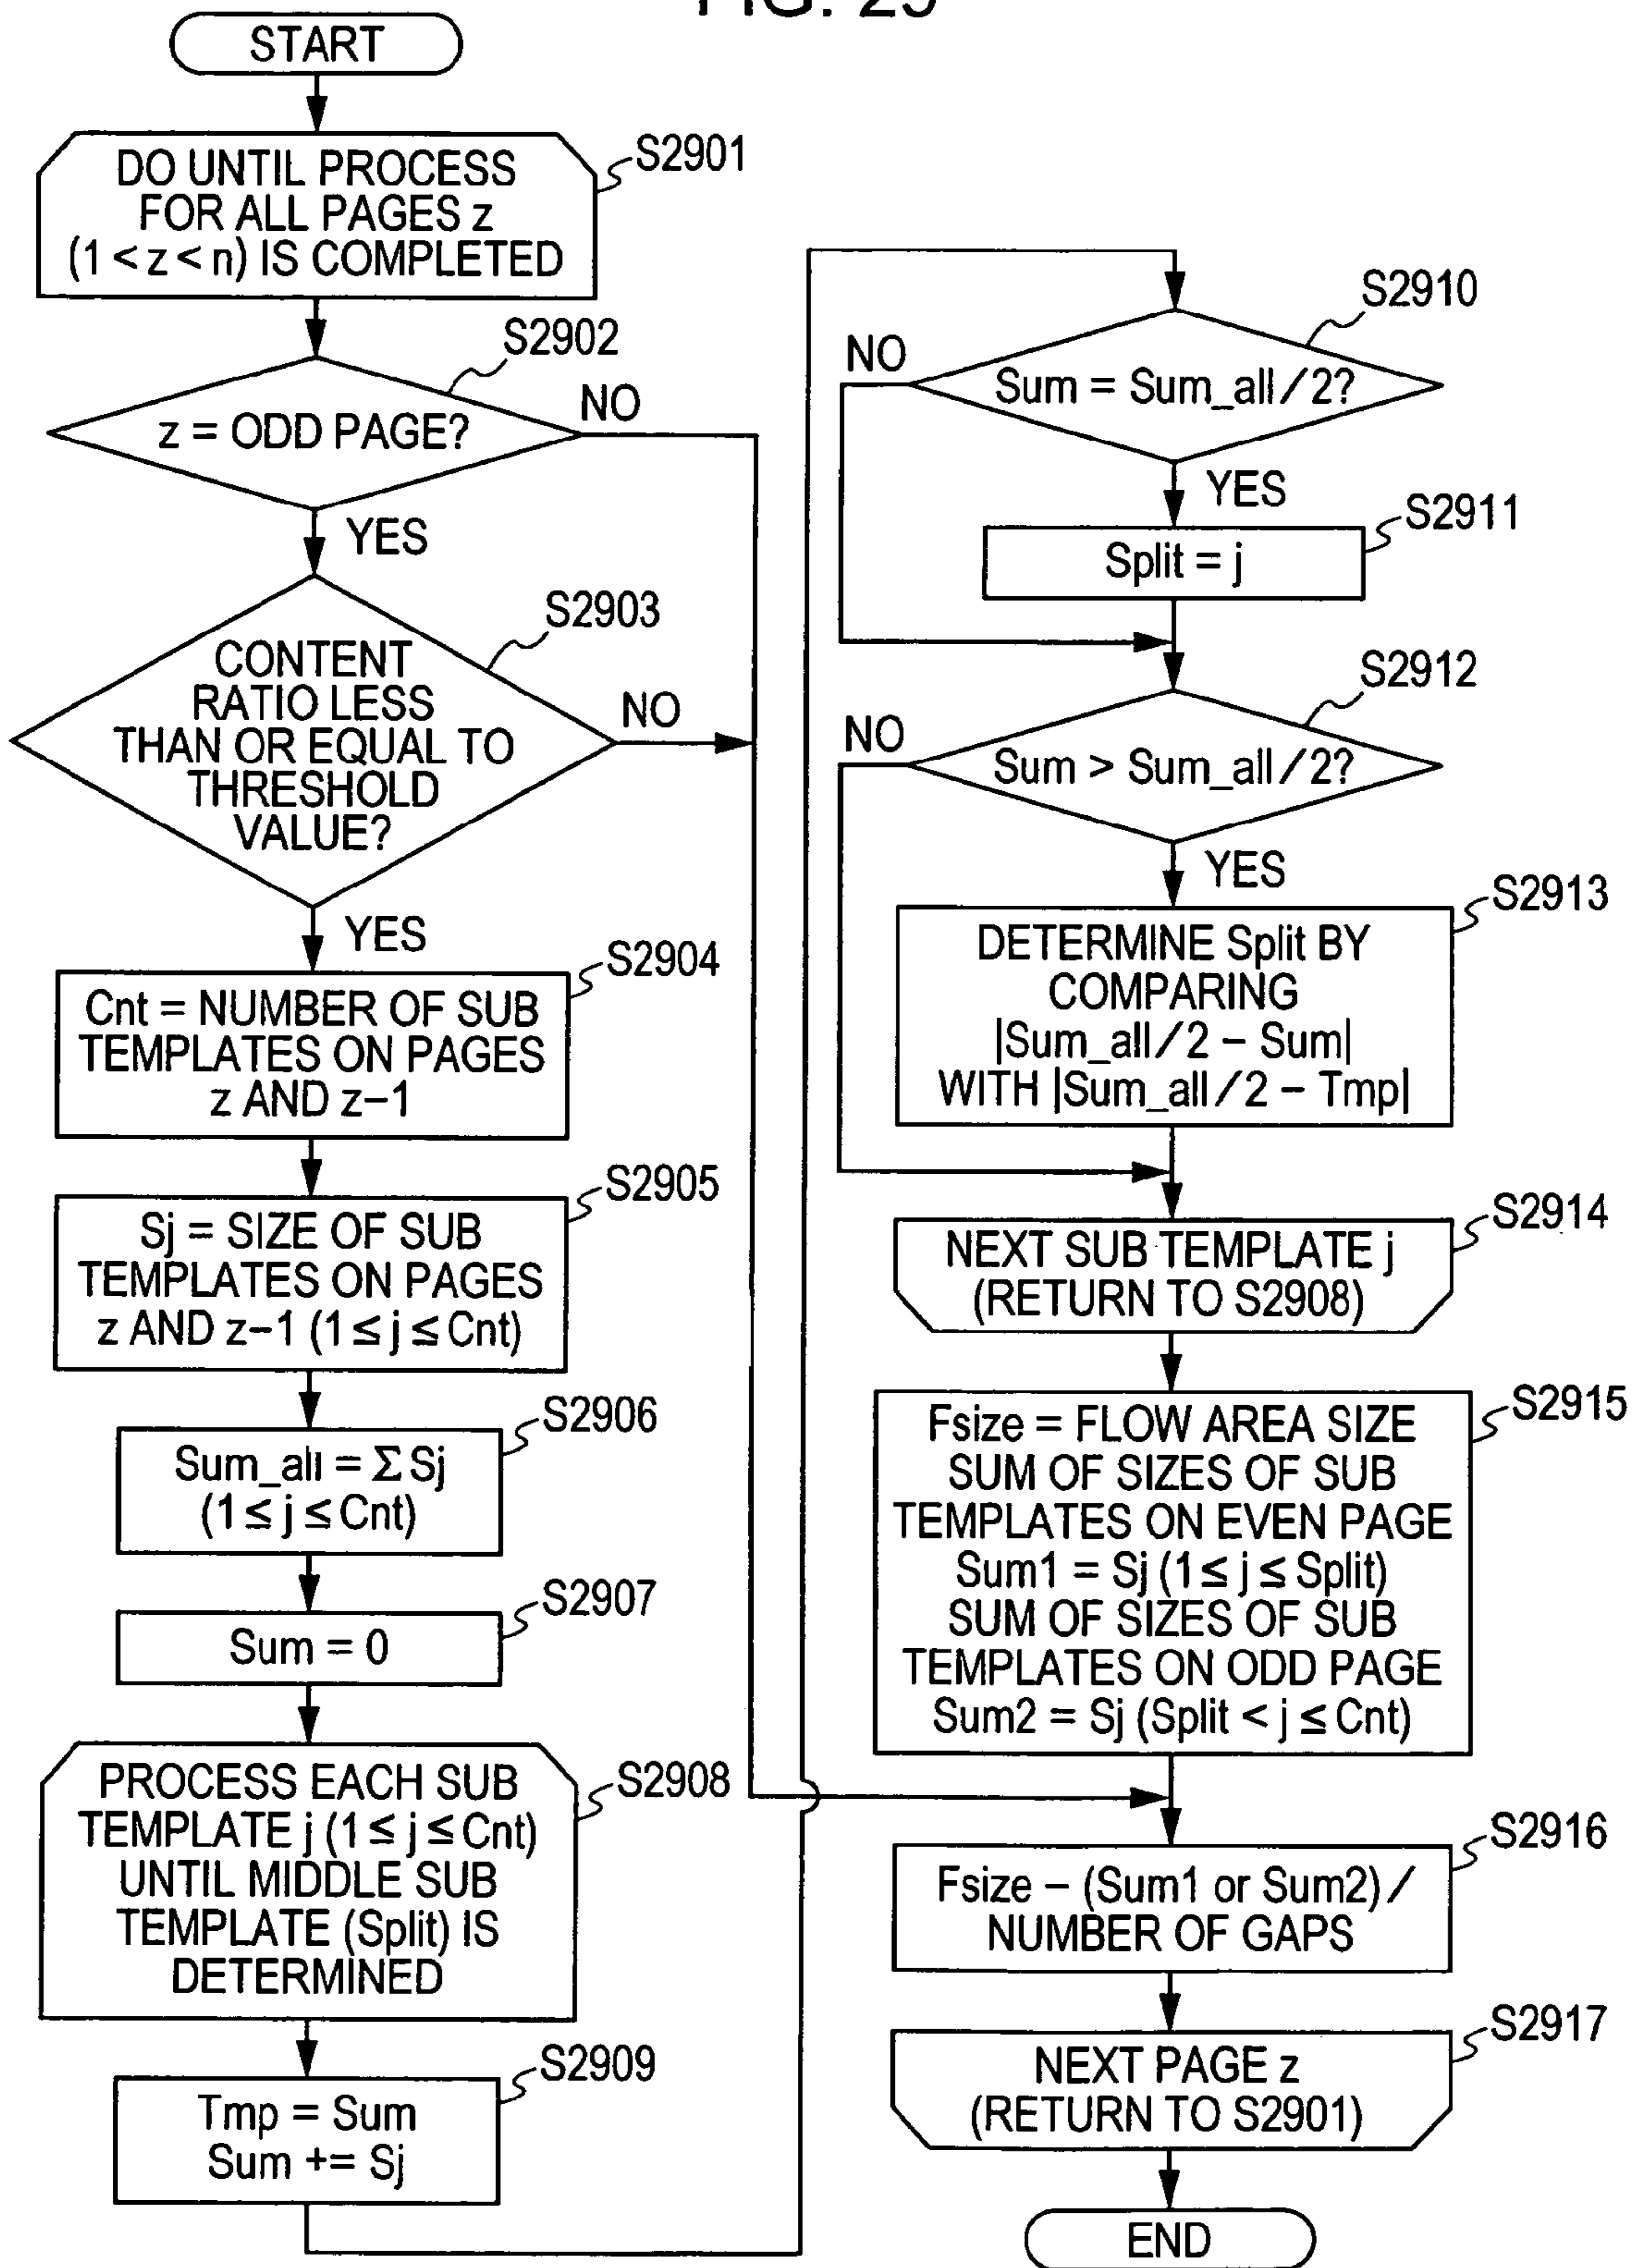 FIG. 29
START
DO UNTIL PROCESS
FOR ALL PAGES z
(1 < z < n) IS COMPLETED
S2901
z = ODD PAGE?
S2902
NO
YES
CONTENT
RATIO LESS
THAN OR EQUAL TO
THRESHOLD
VALUE?
S2903
NO
YES
Cnt = NUMBER OF SUB
TEMPLATES ON PAGES
z AND z−1
S2904
Sj = SIZE OF SUB
TEMPLATES ON PAGES
z AND z−1 (1 ≤ j ≤ Cnt)
S2905
Sum_all = Σ Sj
(1 ≤ j ≤ Cnt)
S2906
Sum = 0
S2907
PROCESS EACH SUB
TEMPLATE j (1 ≤ j ≤ Cnt)
UNTIL MIDDLE SUB
TEMPLATE (Split) IS
DETERMINED
S2908
Tmp = Sum
Sum += Sj
S2909
Sum = Sum_all/2?
S2910
NO
YES
Split = j
S2911
Sum > Sum_all/2?
S2912
NO
YES
DETERMINE Split BY
COMPARING
|Sum_all/2 − Sum|
WITH |Sum_all/2 − Tmp|
S2913
NEXT SUB TEMPLATE j
(RETURN TO S2908)
S2914
Fsize = FLOW AREA SIZE
SUM OF SIZES OF SUB
TEMPLATES ON EVEN PAGE
Sum1 = Sj (1 ≤ j ≤ Split)
SUM OF SIZES OF SUB
TEMPLATES ON ODD PAGE
Sum2 = Sj (Split < j ≤ Cnt)
S2915
Fsize − (Sum1 or Sum2)/
NUMBER OF GAPS
S2916
NEXT PAGE z
(RETURN TO S2901)
S2917
END